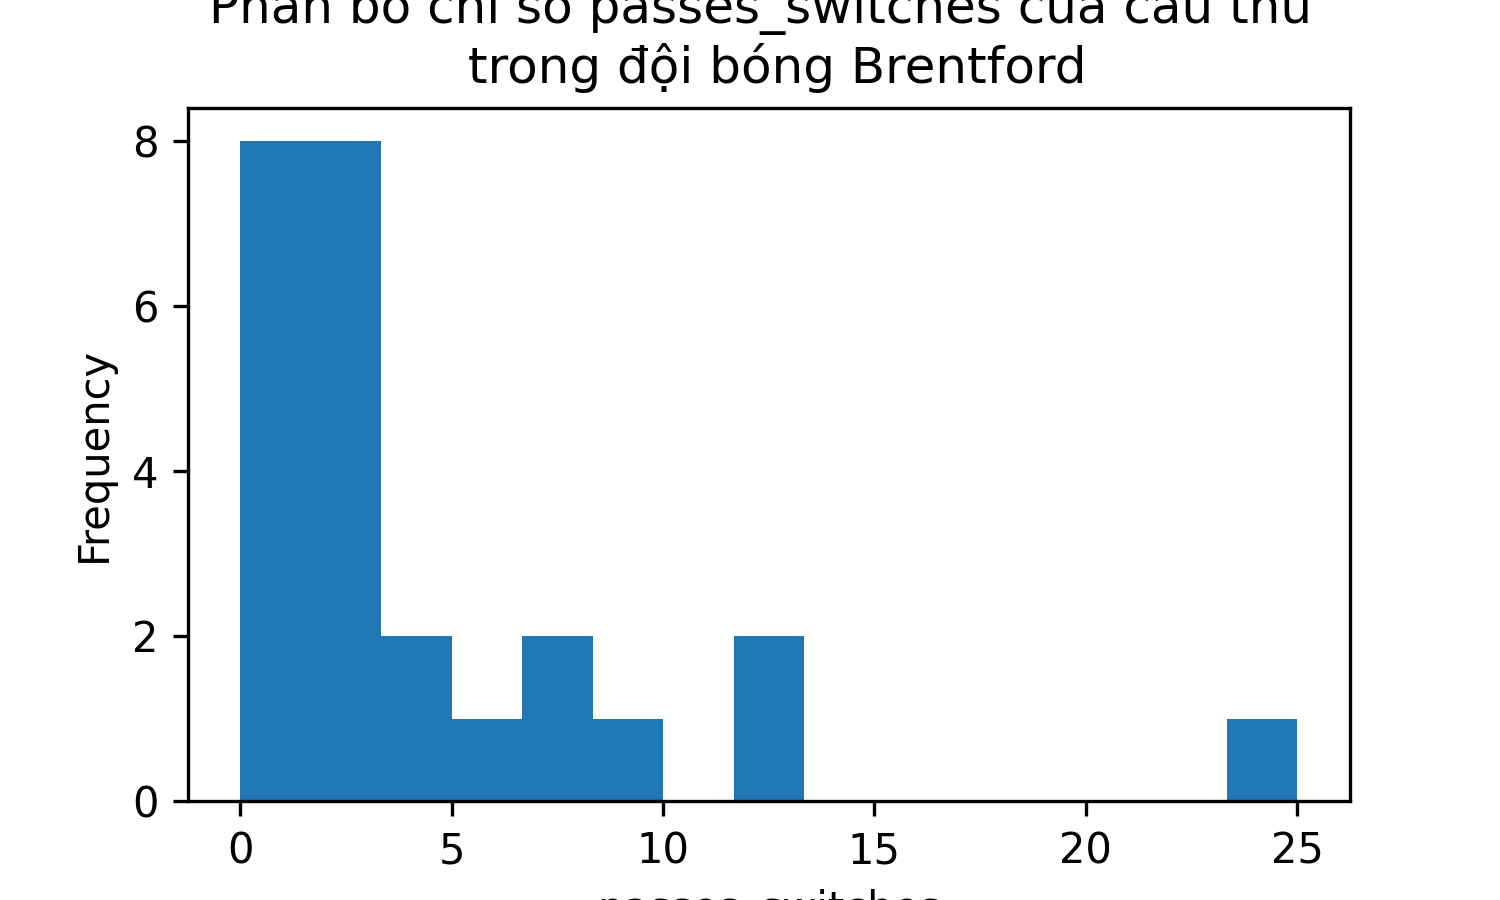 Phân bố chỉ số passes_switches của cầu thủ
trong đội bóng Brentford
8
6
4
2
0
Frequency
0 5 10 15 20 25
passes_switches